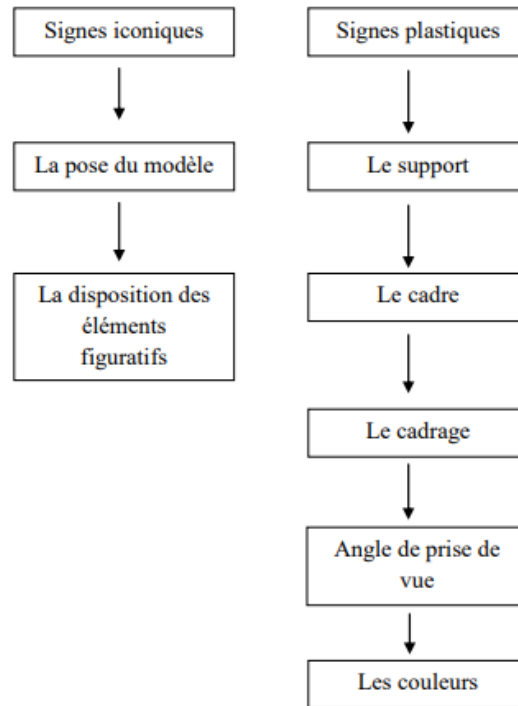 Signes iconiques
La pose du modèle
La disposition des
éléments
figuratifs
Signes plastiques
Le support
Le cadre
Le cadrage
Angle de prise de
vue
Les couleurs